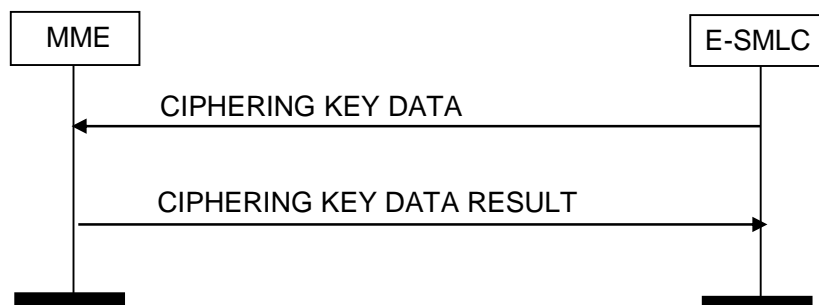 MME
E-SMLC
CIPHERING KEY DATA
CIPHERING KEY DATA RESULT